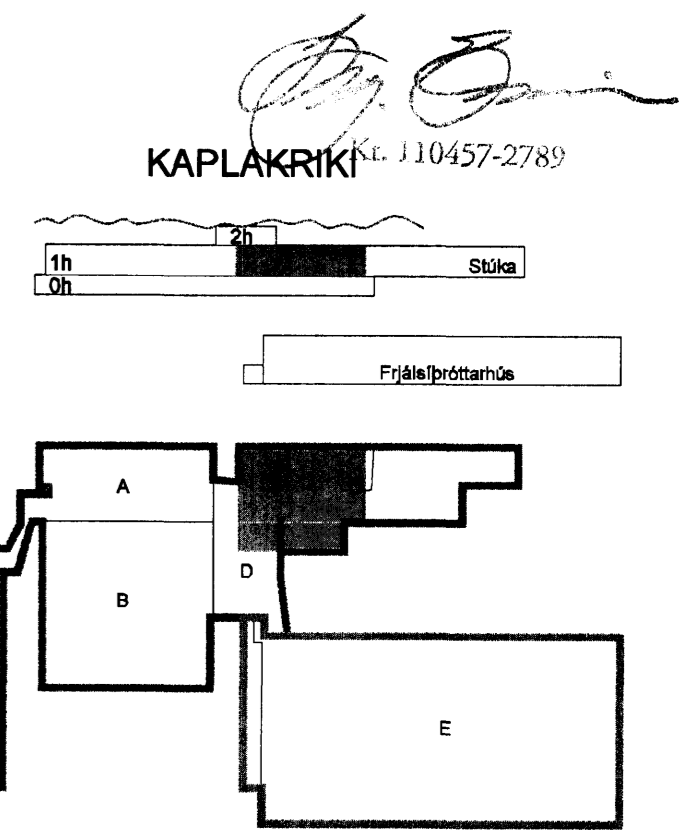 KAPLAKRIKI
Kt. 110457-2789
2h
1h Stúka
0h
Frjálsíþróttarhús
A
B
D
E